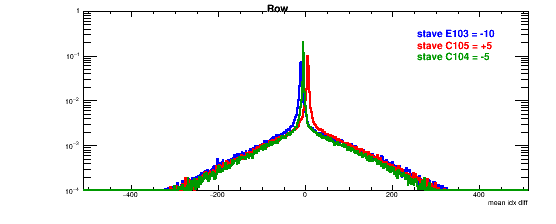 Row
stave E103 = -10
stave C105 = +5
stave C104 = -5
1
10⁻¹
10⁻²
10⁻³
10⁻⁴
-400 -200 0 200 400
mean idx diff